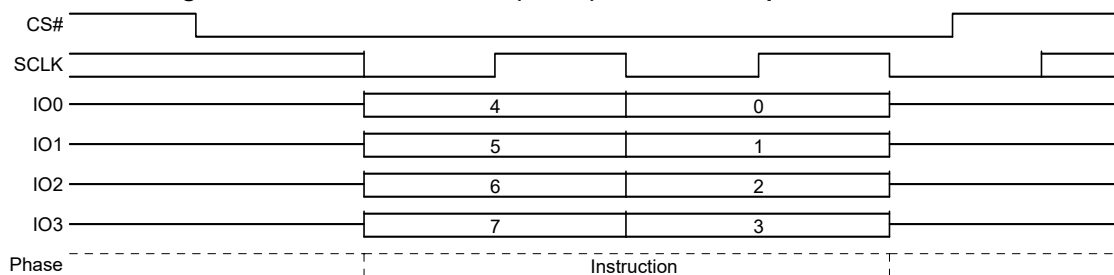 CS#
SCLK
IO0 4 0
IO1 5 1
IO2 6 2
IO3 7 3
Phase Instruction